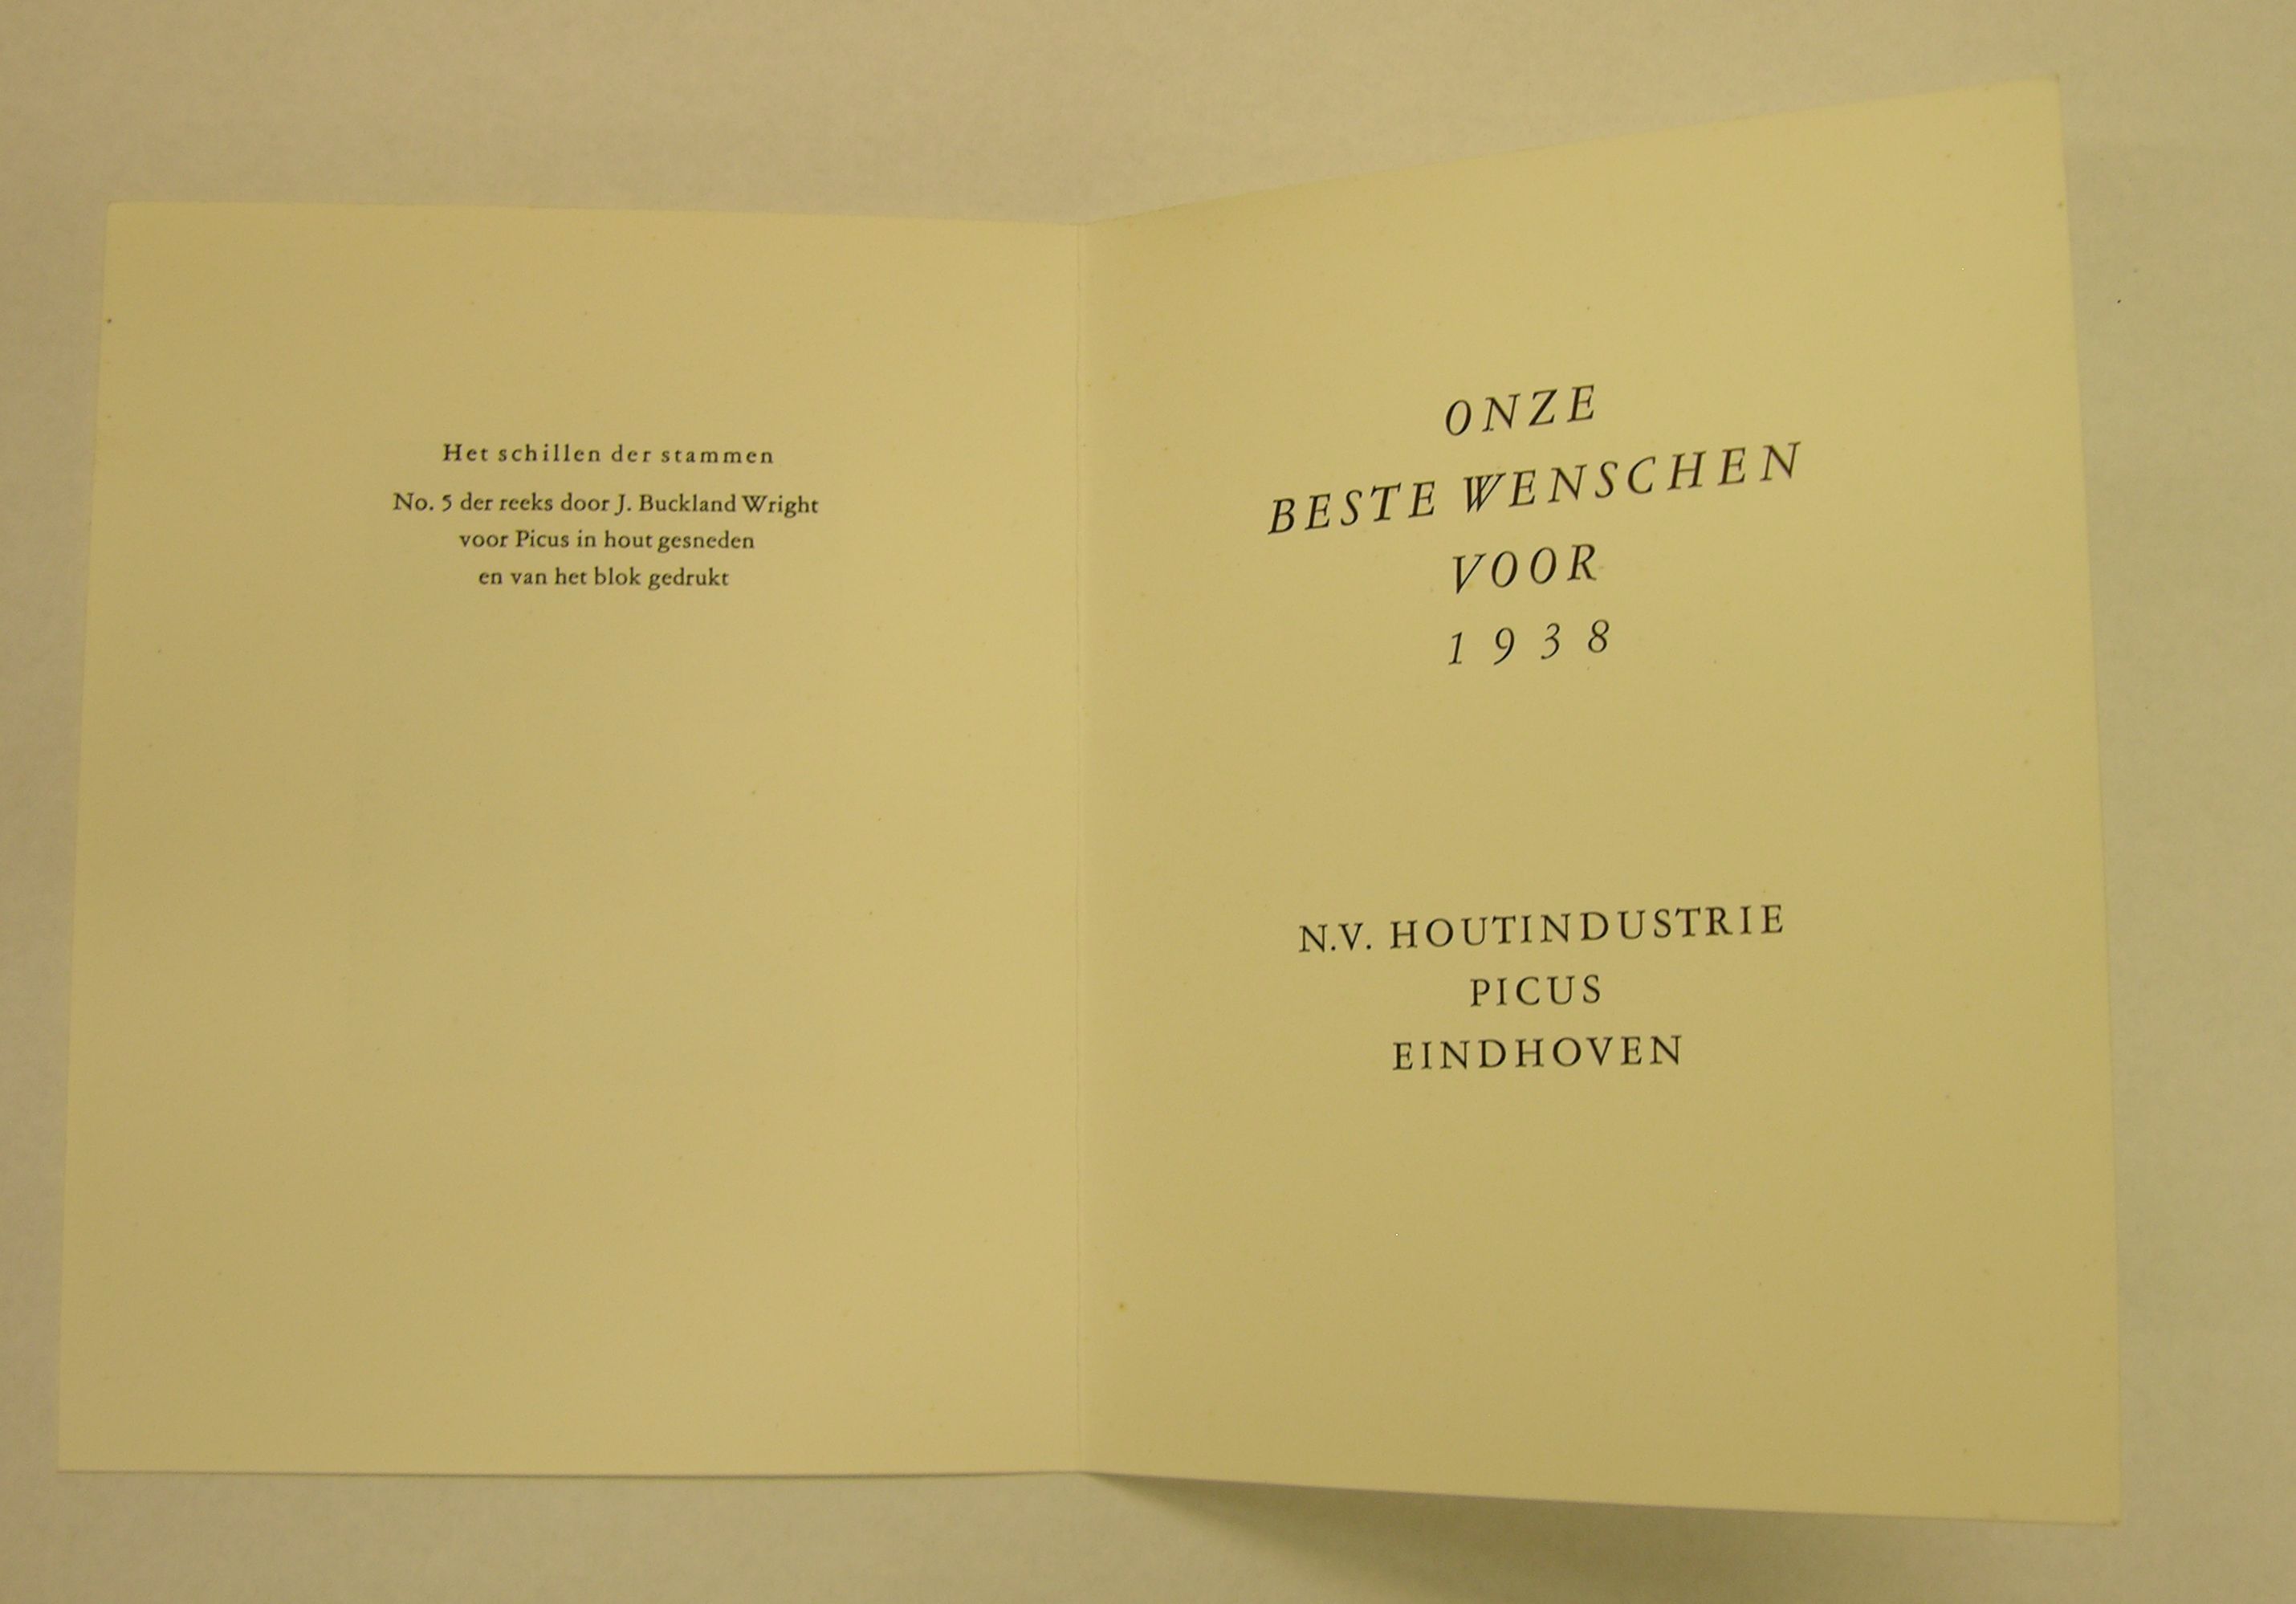 Het schillen der stammen
No. 5 der reeks door J. Buckland Wright
voor Picus in hout gesneden
en van het blok gedrukt
ONZE
BESTE WENSCHEN
VOOR
1938
N.V. HOUTINDUSTRIE
PICUS
EINDHOVEN